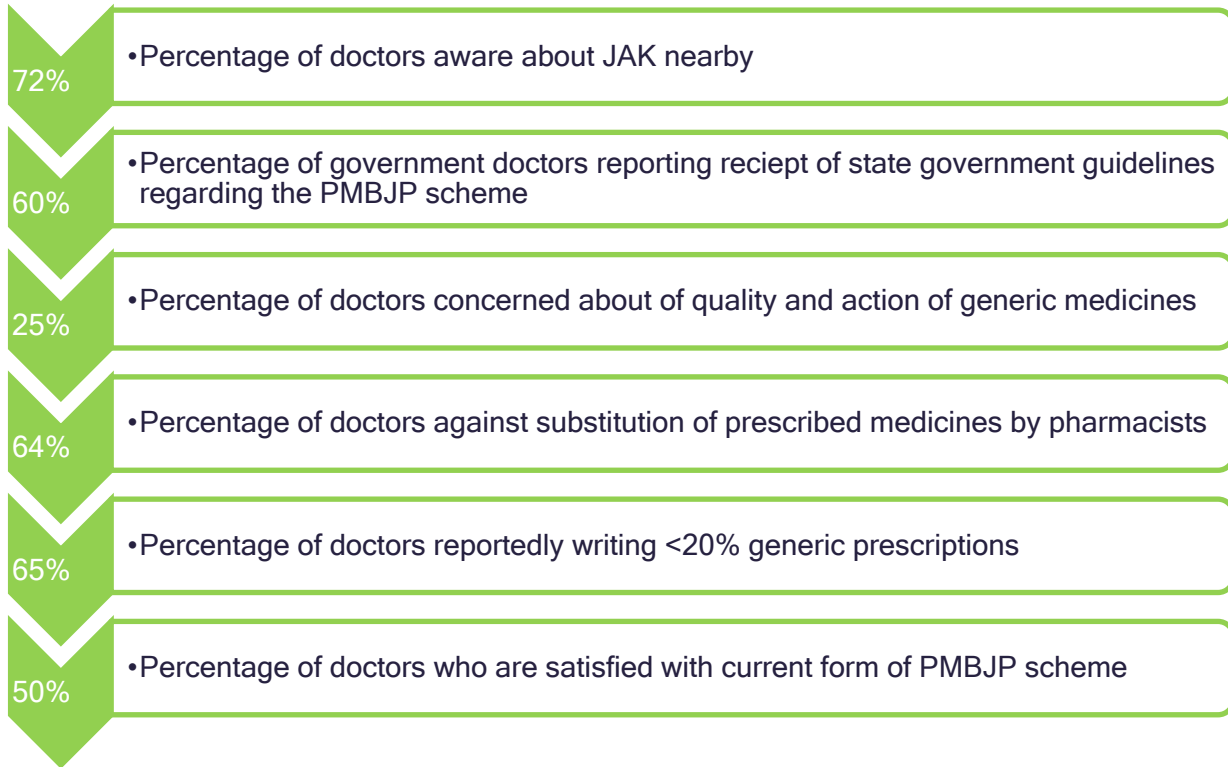 72%
•Percentage of doctors aware about JAK nearby
60%
•Percentage of government doctors reporting reciept of state government guidelines
regarding the PMBJP scheme
25%
•Percentage of doctors concerned about of quality and action of generic medicines
64%
•Percentage of doctors against substitution of prescribed medicines by pharmacists
65%
•Percentage of doctors reportedly writing <20% generic prescriptions
50%
•Percentage of doctors who are satisfied with current form of PMBJP scheme